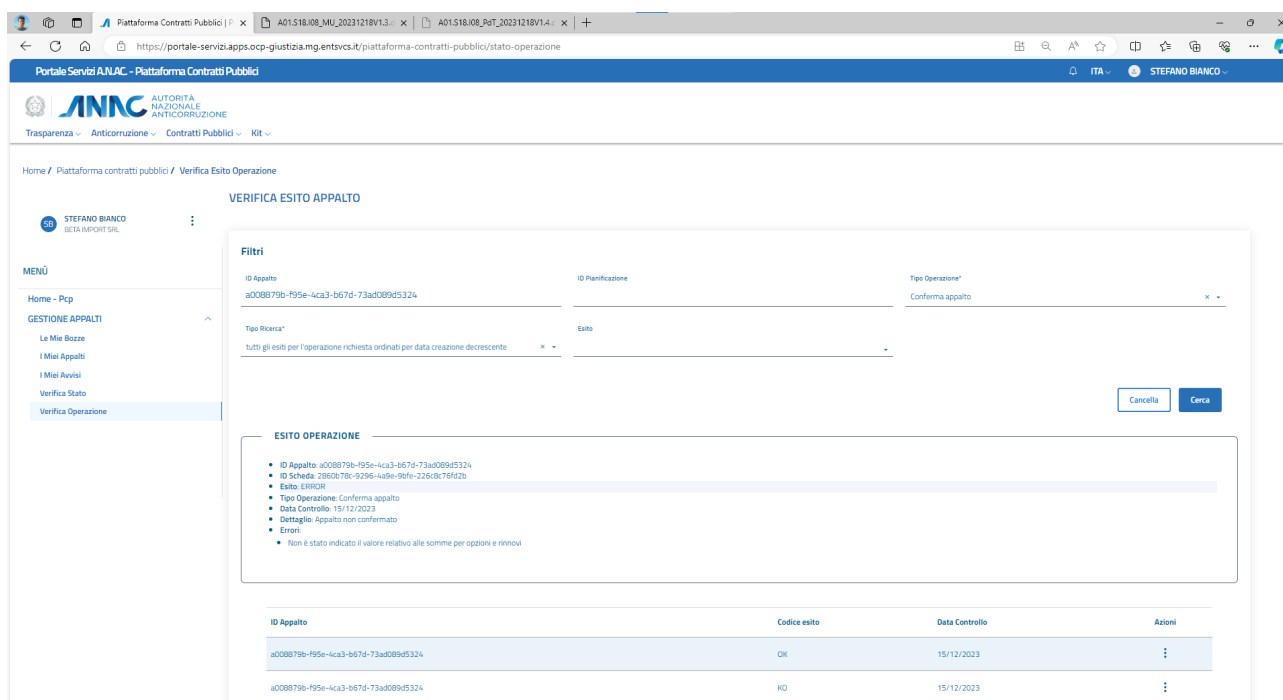 Piattaforma Contratti Pubblici | P
A01.S18.I08_MU_20231218V1.3.d
A01.S18.I08_PdT_20231218V1.4.c
https://portale-servizi.apps.ocp-giustizia.mg.entsvcs.it/piattaforma-contratti-pubblici/stato-operazione
Portale Servizi A.N.AC. - Piattaforma Contratti Pubblici
ITA
STEFANO BIANCO
ANAC
AUTORITÀ
NAZIONALE
ANTICORRUZIONE
Trasparenza Anticorruzione Contratti Pubblici Kit
Home / Piattaforma contratti pubblici / Verifica Esito Operazione
VERIFICA ESITO APPALTO
SB
STEFANO BIANCO
BETA IMPORT SRL
MENÙ
Home - Pcp
GESTIONE APPALTI
Le Mie Bozze
I Miei Appalti
I Miei Avvisi
Verifica Stato
Verifica Operazione
Filtri
ID Appalto
a008879b-f95e-4ca3-b67d-73ad089d5324
ID Pianificazione
Tipo Operazione*
Conferma appalto
Tipo Ricerca*
tutti gli esiti per l'operazione richiesta ordinati per data creazione decrescente
Esito
Cancella
Cerca
ESITO OPERAZIONE
ID Appalto: a008879b-f95e-4ca3-b67d-73ad089d5324
ID Scheda: 2860b78c-9296-4a9e-9bfe-226c8c76fd2b
Esito: ERROR
Tipo Operazione: Conferma appalto
Data Controllo: 15/12/2023
Dettaglio: Appalto non confermato
Errori:
Non è stato indicato il valore relativo alle somme per opzioni e rinnovi
ID Appalto Codice esito Data Controllo Azioni
a008879b-f95e-4ca3-b67d-73ad089d5324 OK 15/12/2023
a008879b-f95e-4ca3-b67d-73ad089d5324 KO 15/12/2023